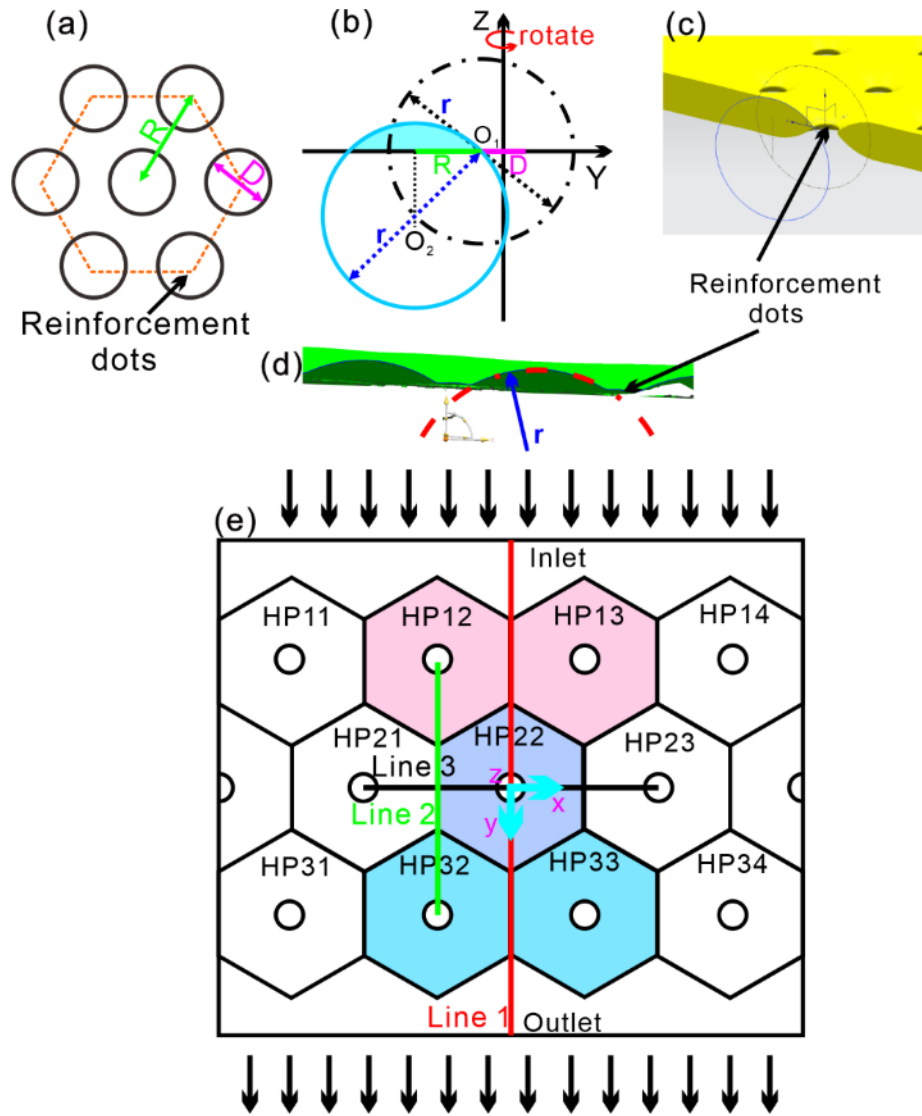 (a)
R
D
Reinforcement
dots
(b)
Z
rotate
r
O1
R
D
Y
r
O2
(c)
Reinforcement
dots
(d)
r
(e)
Inlet
HP11
HP12
HP13
HP14
HP21
HP22
HP23
Line 3
z
x
Line 2
y
HP31
HP32
HP33
HP34
Line 1
Outlet